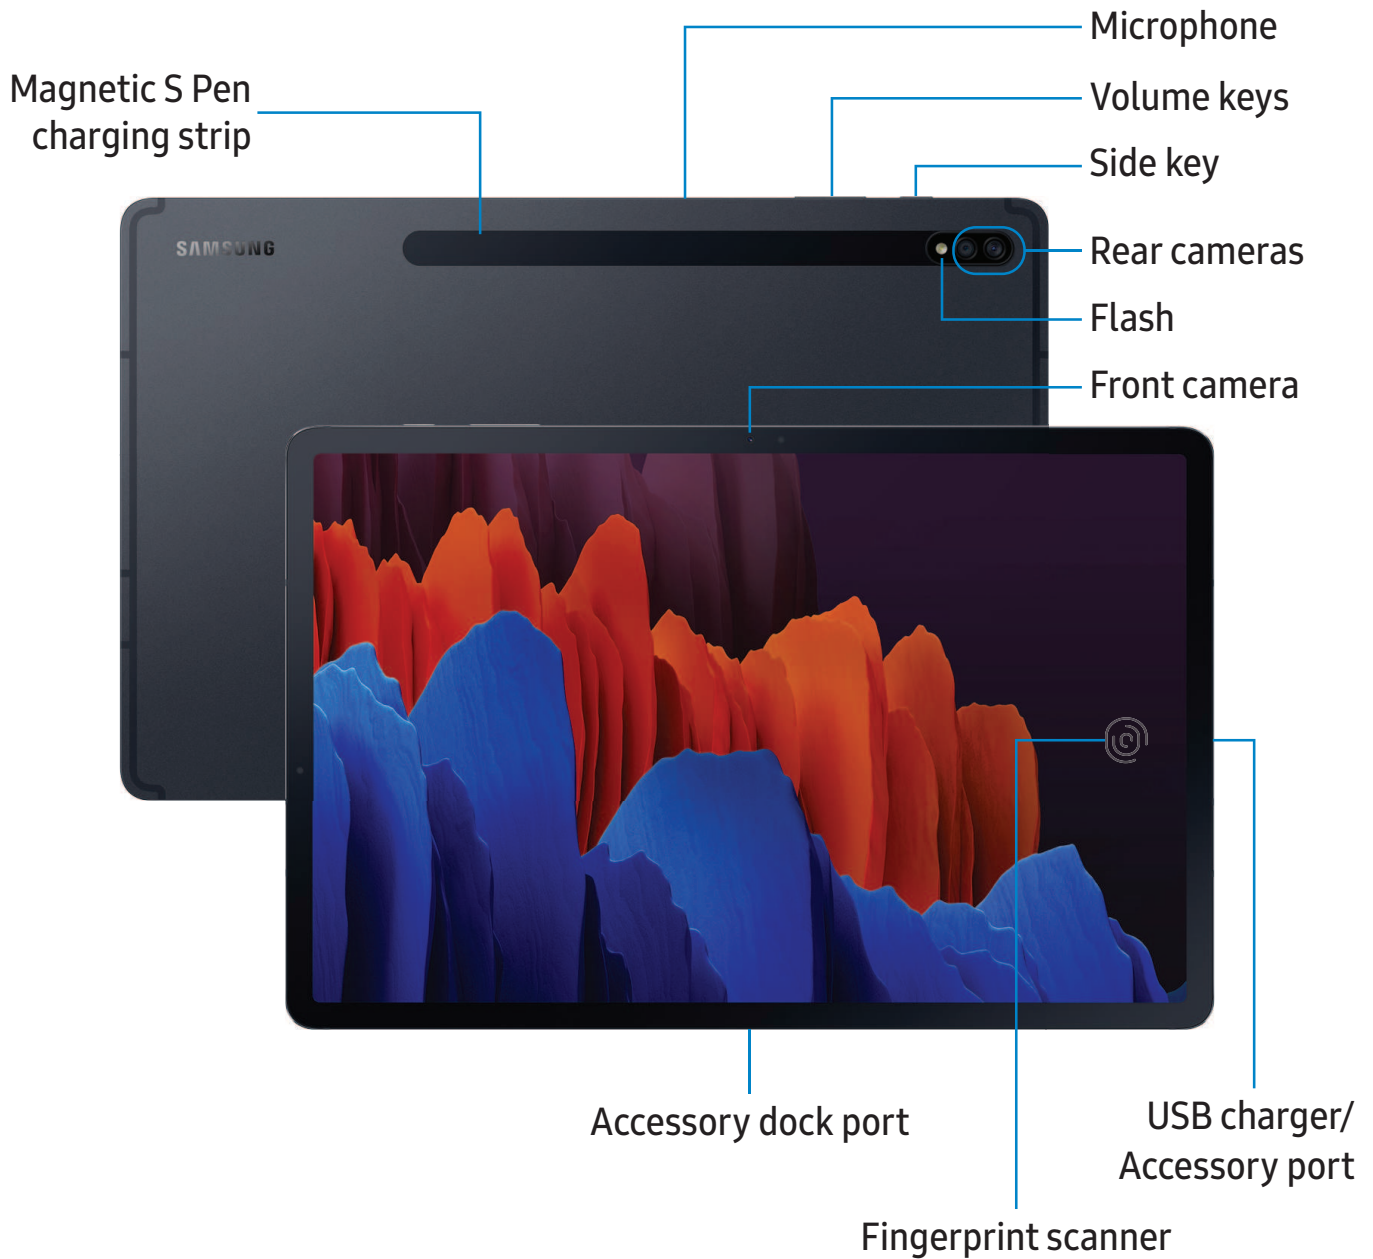 Microphone
Magnetic S Pen
charging strip
Volume keys
Side key
SAMSUNG
Rear cameras
Flash
Front camera
Accessory dock port
USB charger/
Accessory port
Fingerprint scanner